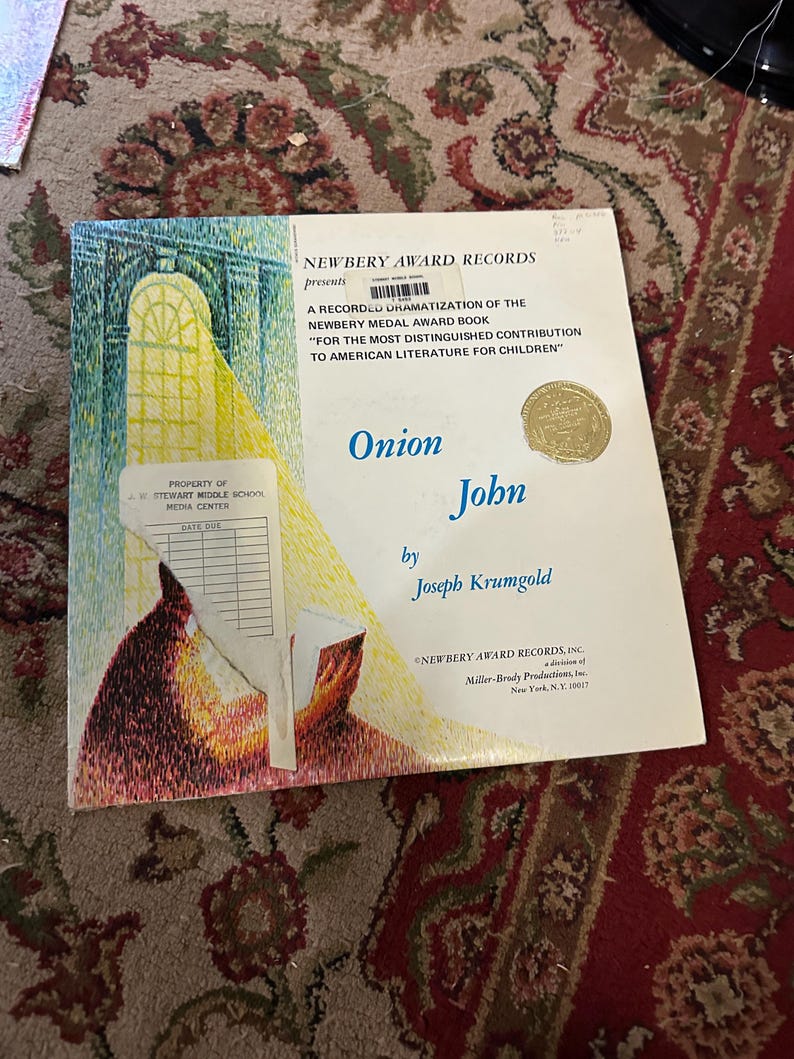 NEWBERY AWARD RECORDS
presents
STEWART MIDDLE SCHOOL
A RECORDED DRAMATIZATION OF THE
NEWBERY MEDAL AWARD BOOK
"FOR THE MOST DISTINGUISHED CONTRIBUTION
TO AMERICAN LITERATURE FOR CHILDREN"
Onion
John
by
Joseph Krumgold
PROPERTY OF
J. W. STEWART MIDDLE SCHOOL
MEDIA CENTER
DATE DUE
©NEWBERY AWARD RECORDS, INC.
a division of
Miller-Brody Productions, Inc.
New York, N.Y. 10017